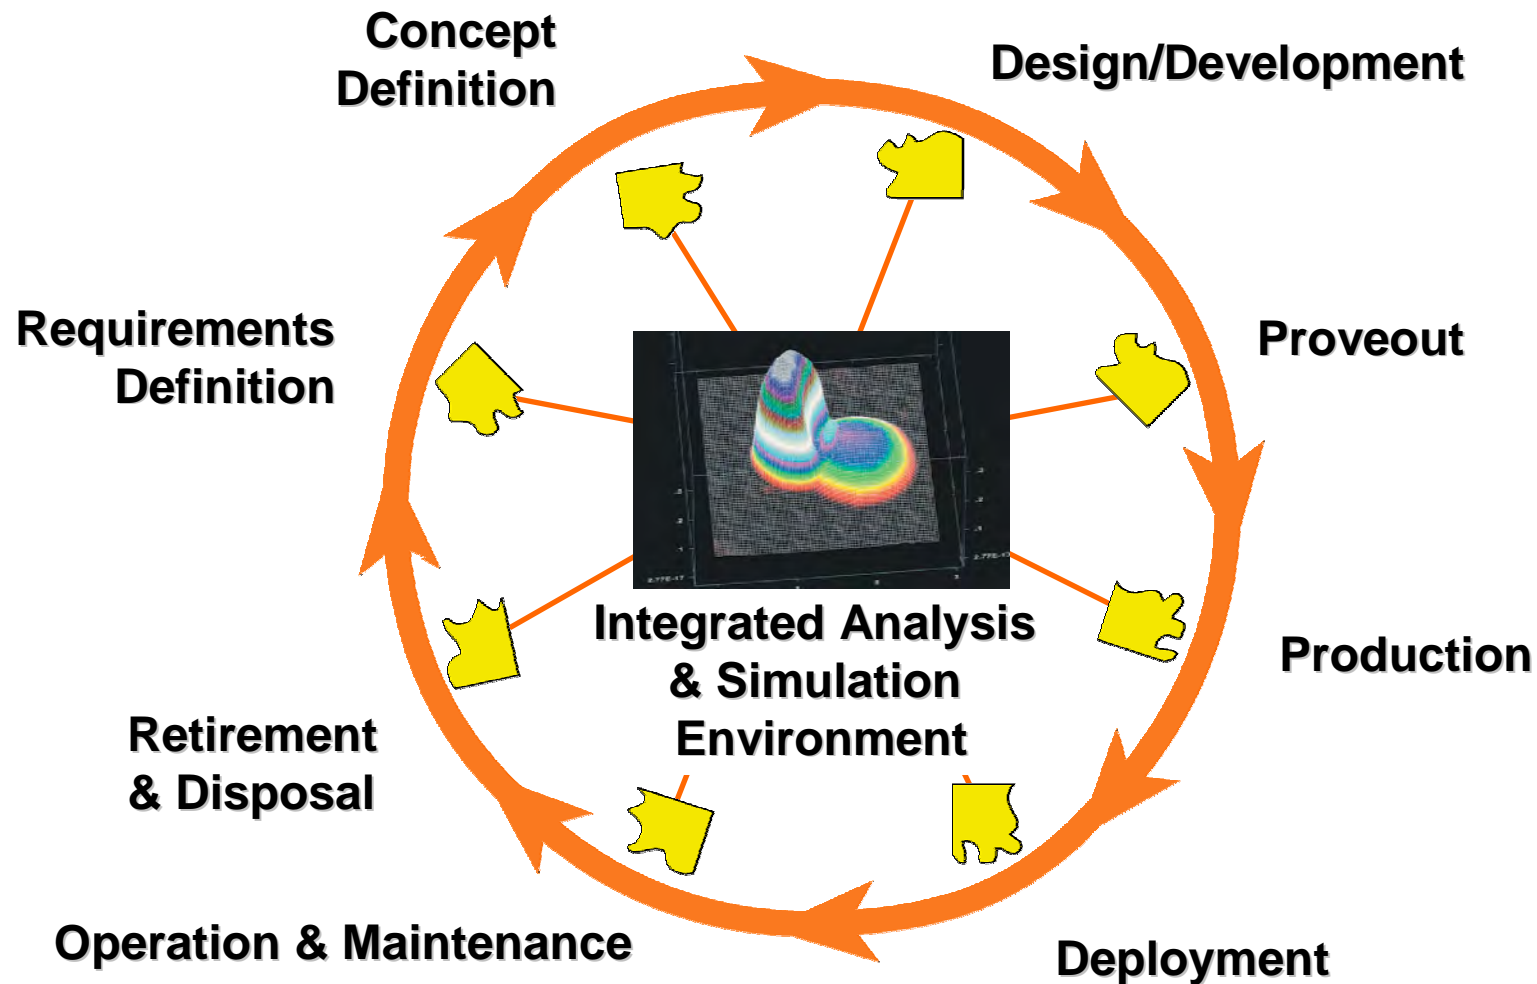 Concept
Definition
Design/Development
Requirements
Definition
Proveout
Integrated Analysis
& Simulation
Environment
Production
Retirement
& Disposal
Operation & Maintenance
Deployment